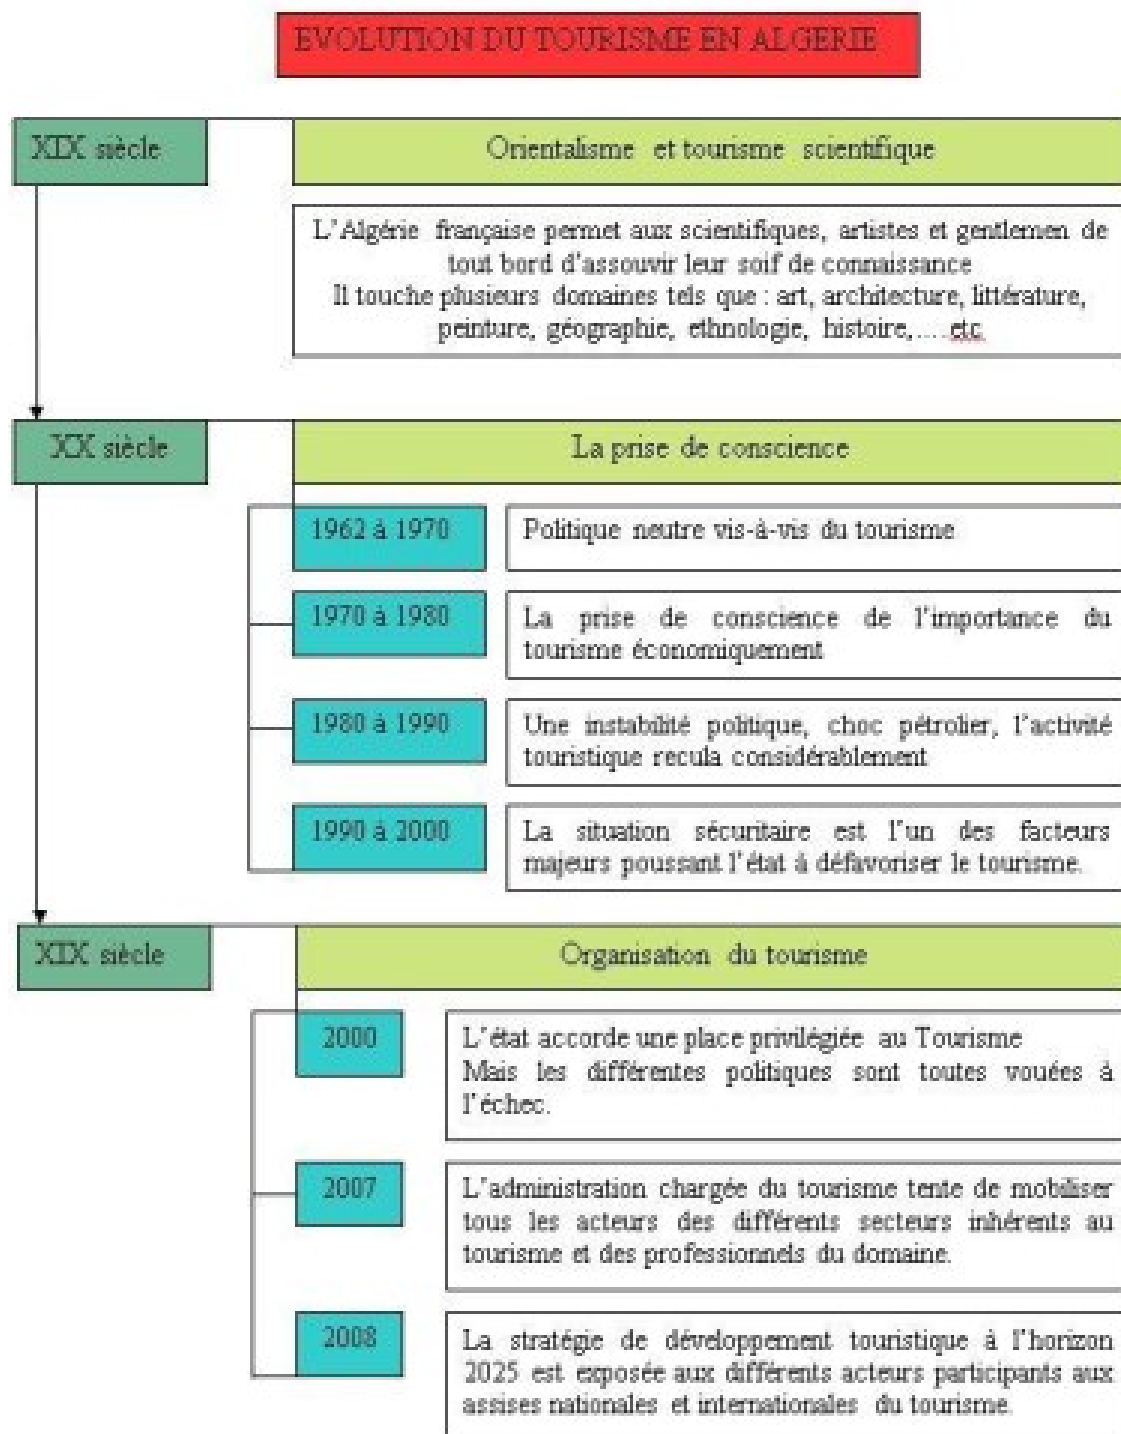 EVOLUTION DU TOURISME EN ALGERIE
XIX siècle
Orientalisme et tourisme scientifique
L'Algérie française permet aux scientifiques, artistes et gentlemen de
tout bord d'assouvir leur soif de connaissance
Il touche plusieurs domaines tels que : art, architecture, littérature,
peinture, géographie, ethnologie, histoire,....etc
XX siècle
La prise de conscience
1962 à 1970
Politique neutre vis-à-vis du tourisme
1970 à 1980
La prise de conscience de l'importance du
tourisme économiquement
1980 à 1990
Une instabilité politique, choc pétrolier, l'activité
touristique recula considérablement
1990 à 2000
La situation sécuritaire est l'un des facteurs
majeurs poussant l'état à défavoriser le tourisme.
XIX siècle
Organisation du tourisme
2000
L'état accorde une place privilégiée au Tourisme
Mais les différentes politiques sont toutes vouées à
l'échec.
2007
L'administration chargée du tourisme tente de mobiliser
tous les acteurs des différents secteurs inhérents au
tourisme et des professionnels du domaine.
2008
La stratégie de développement touristique à l'horizon
2025 est exposée aux différents acteurs participants aux
assises nationales et internationales du tourisme.